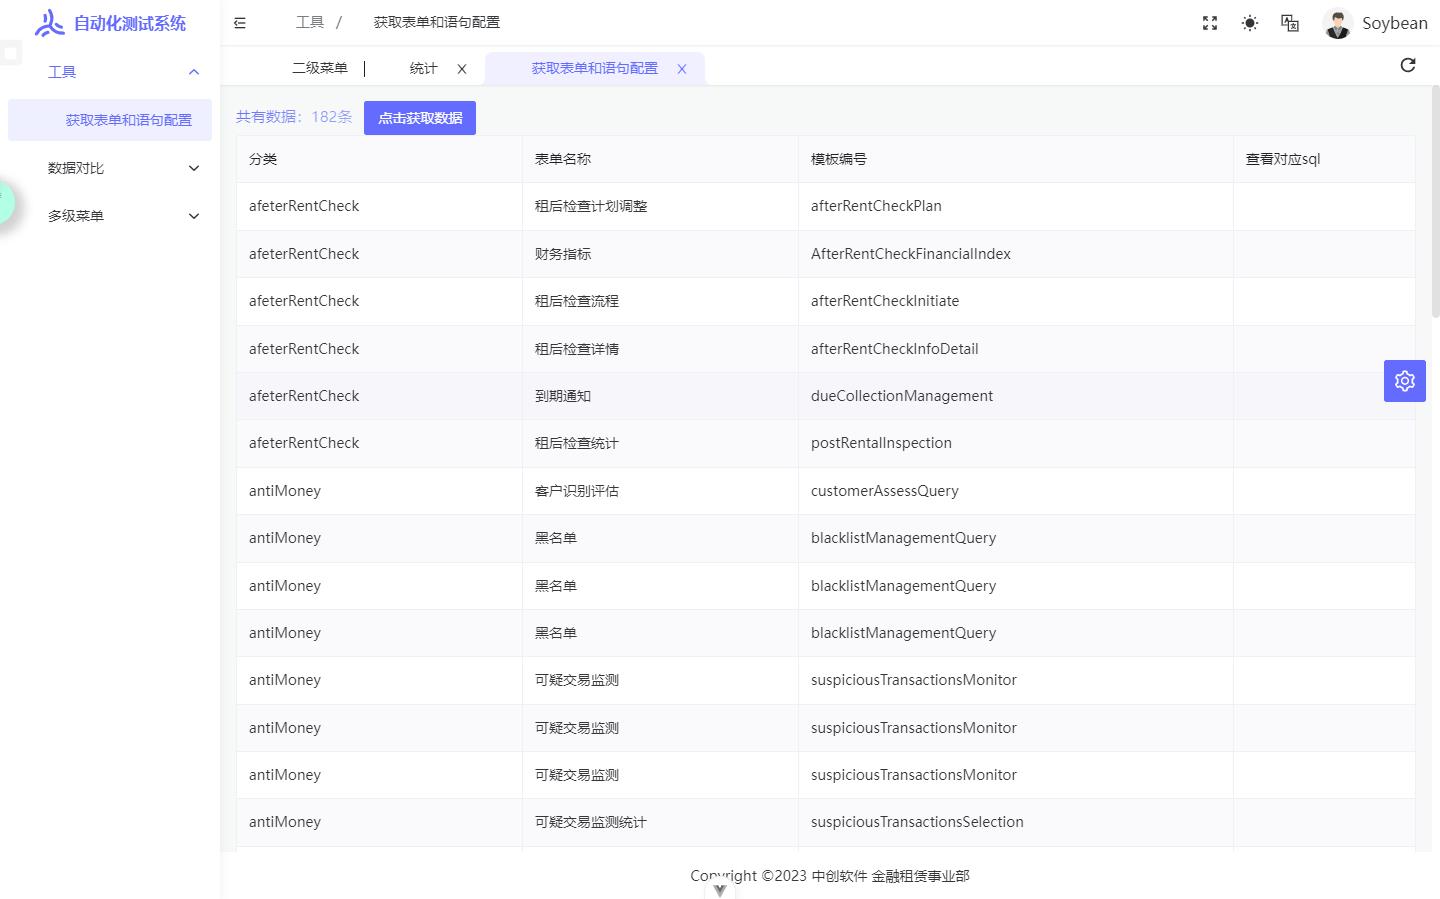 自动化测试系统
工具 / 获取表单和语句配置
Soybean
工具
获取表单和语句配置
数据对比
多级菜单
二级菜单 统计 获取表单和语句配置
共有数据：182条 点击获取数据
分类 表单名称 模板编号 查看对应sql
afeterRentCheck 租后检查计划调整 afterRentCheckPlan
afeterRentCheck 财务指标 AfterRentCheckFinancialIndex
afeterRentCheck 租后检查流程 afterRentCheckInitiate
afeterRentCheck 租后检查详情 afterRentCheckInfoDetail
afeterRentCheck 到期通知 dueCollectionManagement
afeterRentCheck 租后检查统计 postRentalInspection
antiMoney 客户识别评估 customerAssessQuery
antiMoney 黑名单 blacklistManagementQuery
antiMoney 黑名单 blacklistManagementQuery
antiMoney 黑名单 blacklistManagementQuery
antiMoney 可疑交易监测 suspiciousTransactionsMonitor
antiMoney 可疑交易监测 suspiciousTransactionsMonitor
antiMoney 可疑交易监测 suspiciousTransactionsMonitor
antiMoney 可疑交易监测统计 suspiciousTransactionsSelection
Copyright ©2023 中创软件 金融租赁事业部